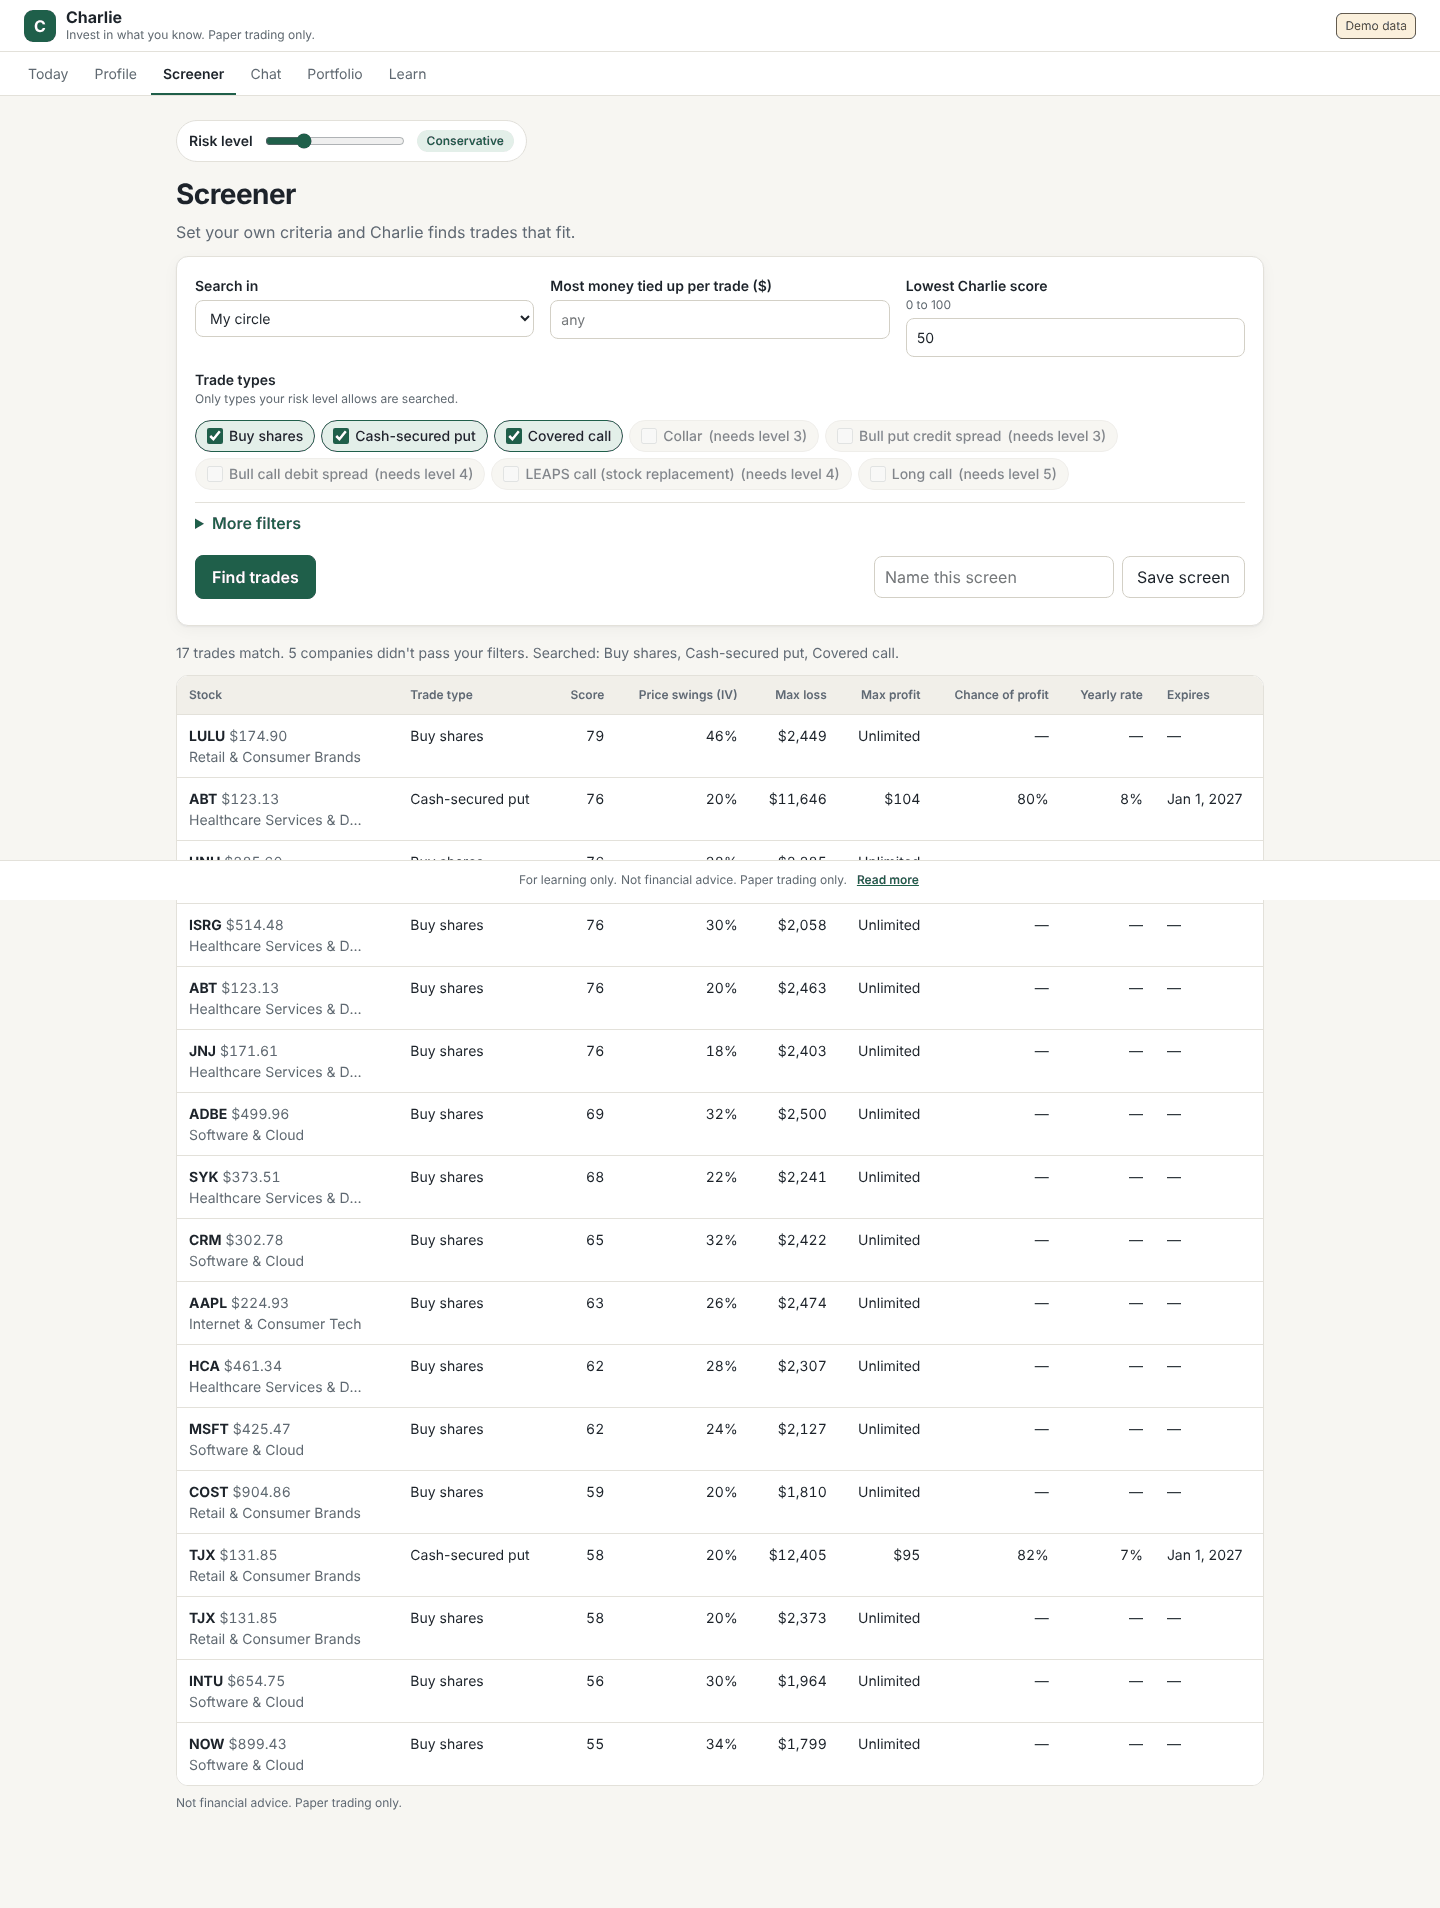 C
Charlie
Invest in what you know. Paper trading only.
Demo data
Today Profile Screener Chat Portfolio Learn
Risk level Conservative
Screener
Set your own criteria and Charlie finds trades that fit.
Search in
My circle
Most money tied up per trade ($)
any
Lowest Charlie score
0 to 100
50
Trade types
Only types your risk level allows are searched.
Buy shares Cash-secured put Covered call Collar (needs level 3) Bull put credit spread (needs level 3)
Bull call debit spread (needs level 4) LEAPS call (stock replacement) (needs level 4) Long call (needs level 5)
More filters
Find trades Name this screen Save screen
17 trades match. 5 companies didn't pass your filters. Searched: Buy shares, Cash-secured put, Covered call.
Stock Trade type Score Price swings (IV) Max loss Max profit Chance of profit Yearly rate Expires
LULU $174.90 Buy shares 79 46% $2,449 Unlimited — — —
Retail & Consumer Brands
ABT $123.13 Cash-secured put 76 20% $11,646 $104 80% 8% Jan 1, 2027
Healthcare Services & D...
For learning only. Not financial advice. Paper trading only. Read more
ISRG $514.48 Buy shares 76 30% $2,058 Unlimited — — —
Healthcare Services & D...
ABT $123.13 Buy shares 76 20% $2,463 Unlimited — — —
Healthcare Services & D...
JNJ $171.61 Buy shares 76 18% $2,403 Unlimited — — —
Healthcare Services & D...
ADBE $499.96 Buy shares 69 32% $2,500 Unlimited — — —
Software & Cloud
SYK $373.51 Buy shares 68 22% $2,241 Unlimited — — —
Healthcare Services & D...
CRM $302.78 Buy shares 65 32% $2,422 Unlimited — — —
Software & Cloud
AAPL $224.93 Buy shares 63 26% $2,474 Unlimited — — —
Internet & Consumer Tech
HCA $461.34 Buy shares 62 28% $2,307 Unlimited — — —
Healthcare Services & D...
MSFT $425.47 Buy shares 62 24% $2,127 Unlimited — — —
Software & Cloud
COST $904.86 Buy shares 59 20% $1,810 Unlimited — — —
Retail & Consumer Brands
TJX $131.85 Cash-secured put 58 20% $12,405 $95 82% 7% Jan 1, 2027
Retail & Consumer Brands
TJX $131.85 Buy shares 58 20% $2,373 Unlimited — — —
Retail & Consumer Brands
INTU $654.75 Buy shares 56 30% $1,964 Unlimited — — —
Software & Cloud
NOW $899.43 Buy shares 55 34% $1,799 Unlimited — — —
Software & Cloud
Not financial advice. Paper trading only.